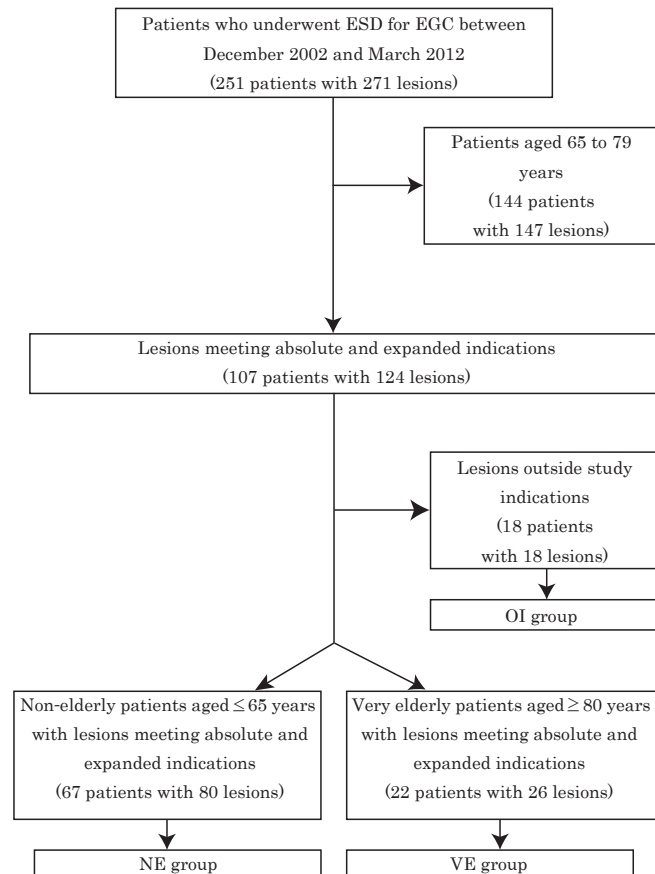 Patients who underwent ESD for EGC between
December 2002 and March 2012
(251 patients with 271 lesions)
Patients aged 65 to 79
years
(144 patients
with 147 lesions)
Lesions meeting absolute and expanded indications
(107 patients with 124 lesions)
Lesions outside study
indications
(18 patients
with 18 lesions)
OI group
Non-elderly patients aged ≤ 65 years
with lesions meeting absolute and
expanded indications
(67 patients with 80 lesions)
NE group
Very elderly patients aged ≥ 80 years
with lesions meeting absolute and
expanded indications
(22 patients with 26 lesions)
VE group